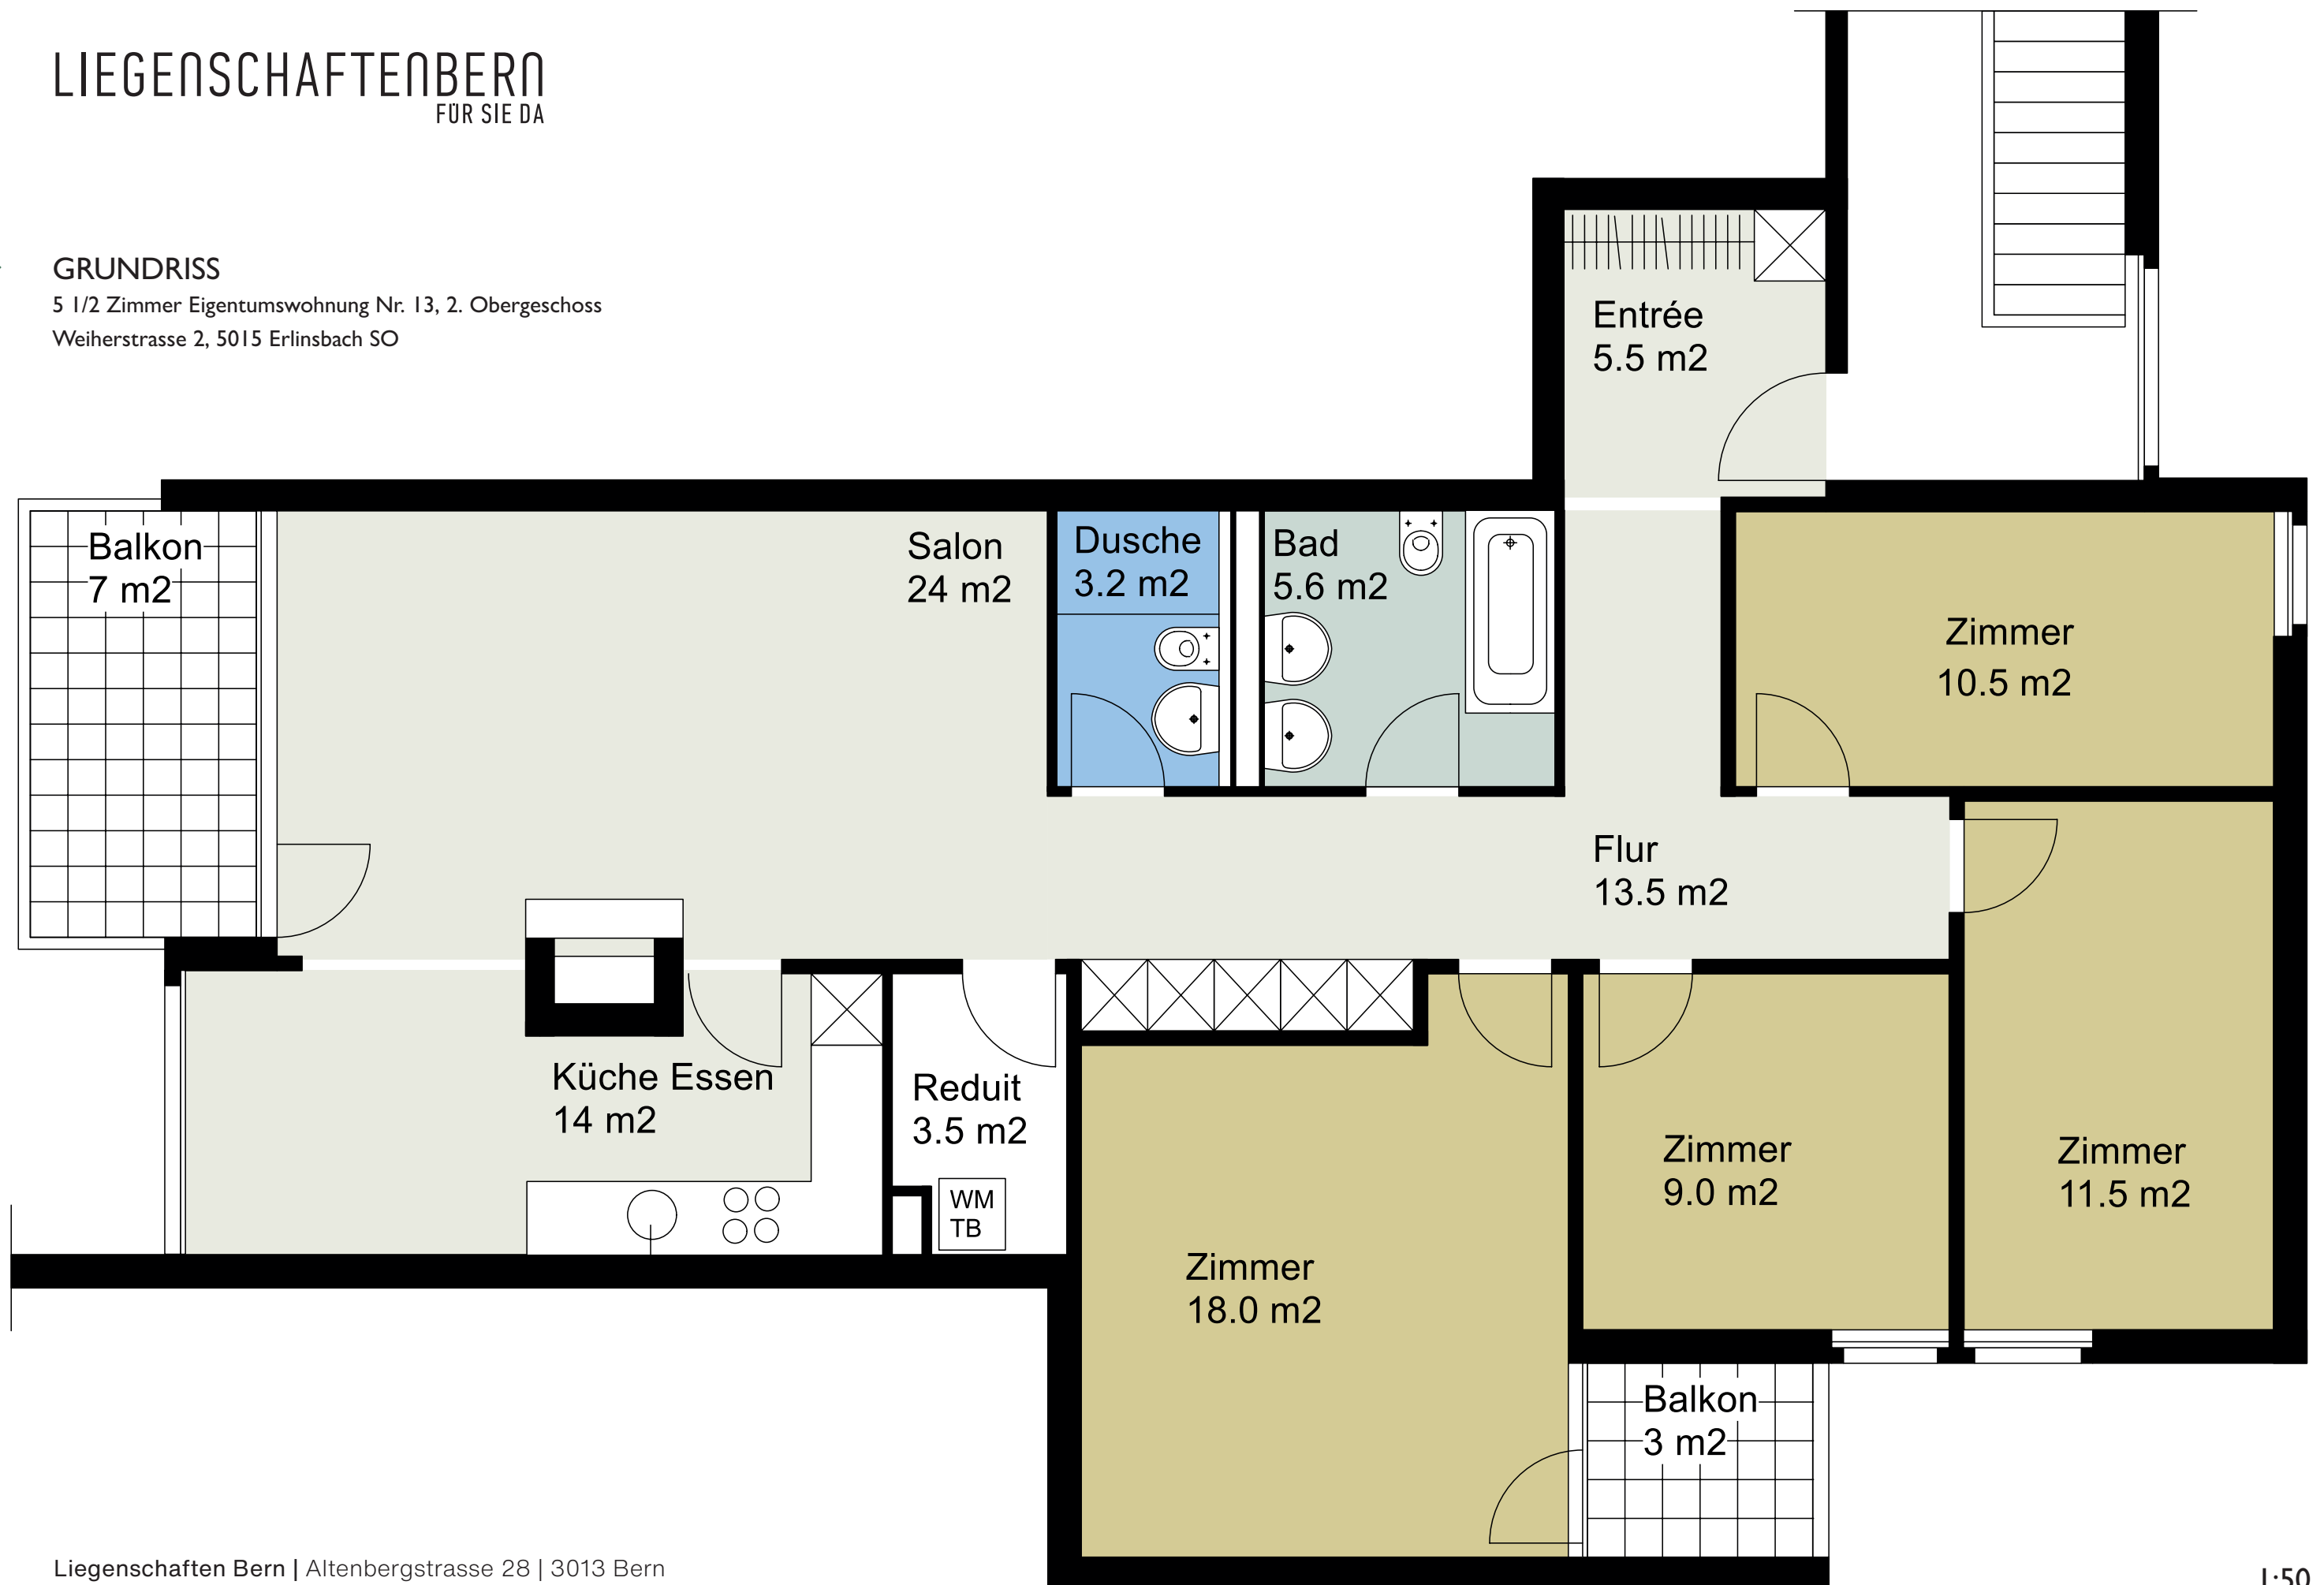 LIEGENSCHAFTENBERN
FÜR SIE DA
GRUNDRISS
5 1/2 Zimmer Eigentumswohnung Nr. 13, 2. Obergeschoss
Weiherstrasse 2, 5015 Erlinsbach SO
Entrée
5.5 m2
Balkon
7 m2
Salon
24 m2
Dusche
3.2 m2
Bad
5.6 m2
Zimmer
10.5 m2
Flur
13.5 m2
Küche Essen
14 m2
Reduit
3.5 m2
WM
TB
Zimmer
18.0 m2
Zimmer
9.0 m2
Zimmer
11.5 m2
Balkon
3 m2
Liegenschaften Bern | Altenbergstrasse 28 | 3013 Bern
1:50